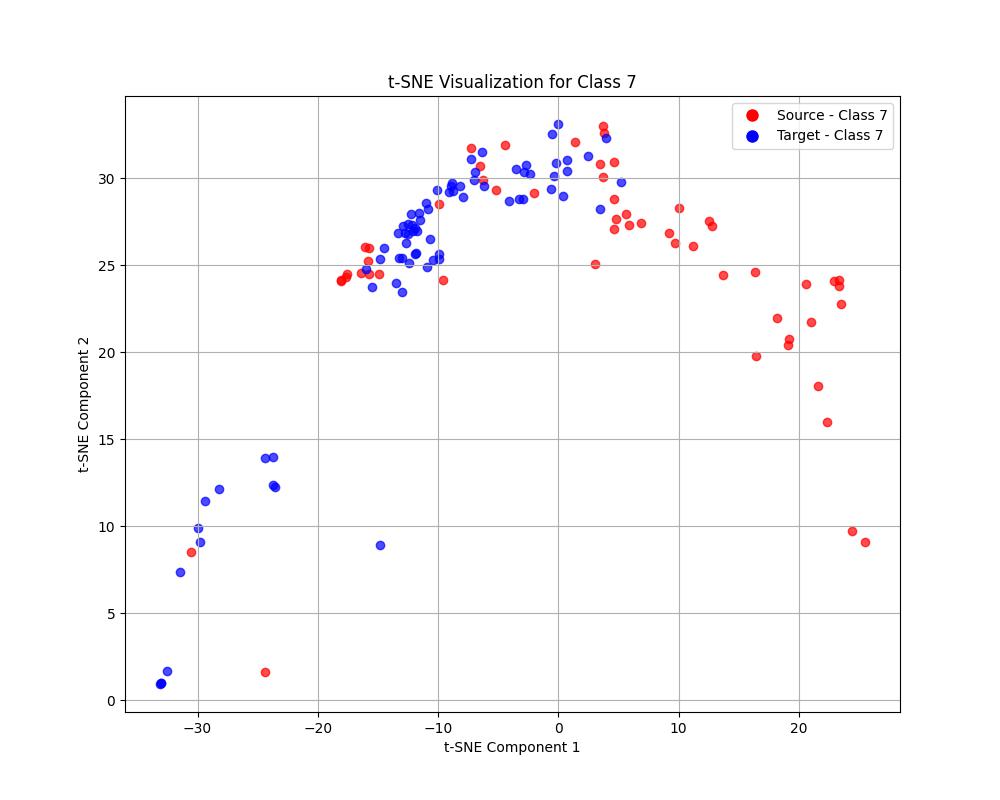 t-SNE Visualization for Class 7
Source - Class 7
Target - Class 7
t-SNE Component 2
30
25
20
15
10
5
0
−30 −20 −10 0 10 20
t-SNE Component 1